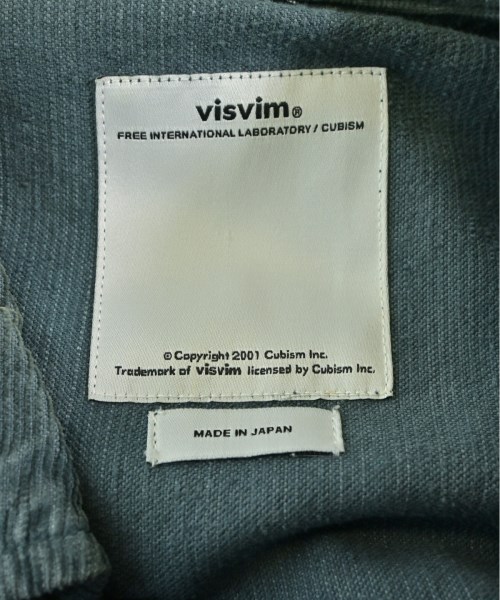 visvim®
FREE INTERNATIONAL LABORATORY / CUBISM
© Copyright 2001 Cubism Inc.
Trademark of visvim licensed by Cubism Inc.
MADE IN JAPAN